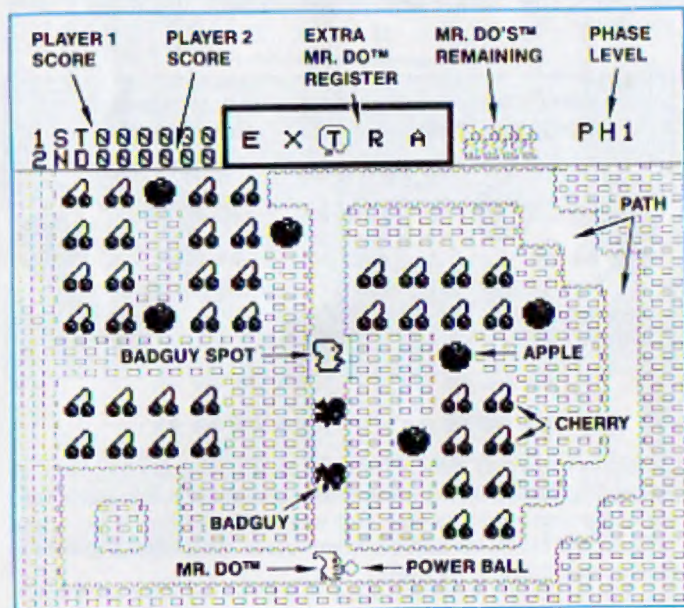 PLAYER 1
SCORE
PLAYER 2
SCORE
EXTRA
MR. DO™
REGISTER
MR. DO'S™
REMAINING
PHASE
LEVEL
1ST000000
2ND000000
E X T R A
PH1
PATH
BADGUY SPOT
APPLE
CHERRY
BADGUY
MR. DO™
POWER BALL